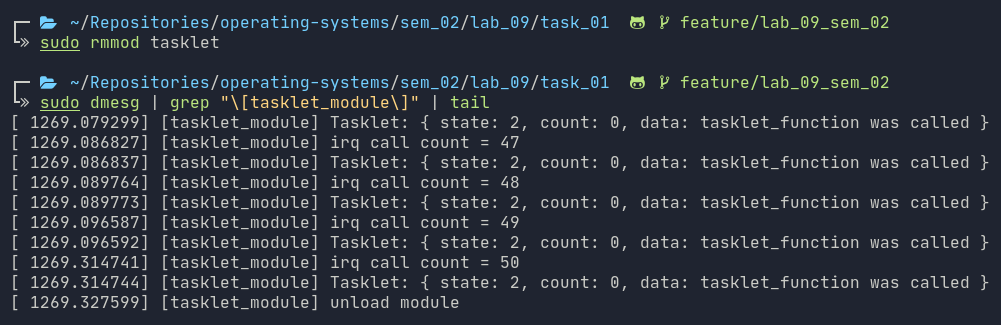 ~/Repositories/operating-systems/sem_02/lab_09/task_01 feature/lab_09_sem_02
» sudo rmmod tasklet
~/Repositories/operating-systems/sem_02/lab_09/task_01 feature/lab_09_sem_02
» sudo dmesg | grep "\[tasklet_module\]" | tail
[ 1269.079299] [tasklet_module] Tasklet: { state: 2, count: 0, data: tasklet_function was called }
[ 1269.086827] [tasklet_module] irq call count = 47
[ 1269.086837] [tasklet_module] Tasklet: { state: 2, count: 0, data: tasklet_function was called }
[ 1269.089764] [tasklet_module] irq call count = 48
[ 1269.089773] [tasklet_module] Tasklet: { state: 2, count: 0, data: tasklet_function was called }
[ 1269.096587] [tasklet_module] irq call count = 49
[ 1269.096592] [tasklet_module] Tasklet: { state: 2, count: 0, data: tasklet_function was called }
[ 1269.314741] [tasklet_module] irq call count = 50
[ 1269.314744] [tasklet_module] Tasklet: { state: 2, count: 0, data: tasklet_function was called }
[ 1269.327599] [tasklet_module] unload module